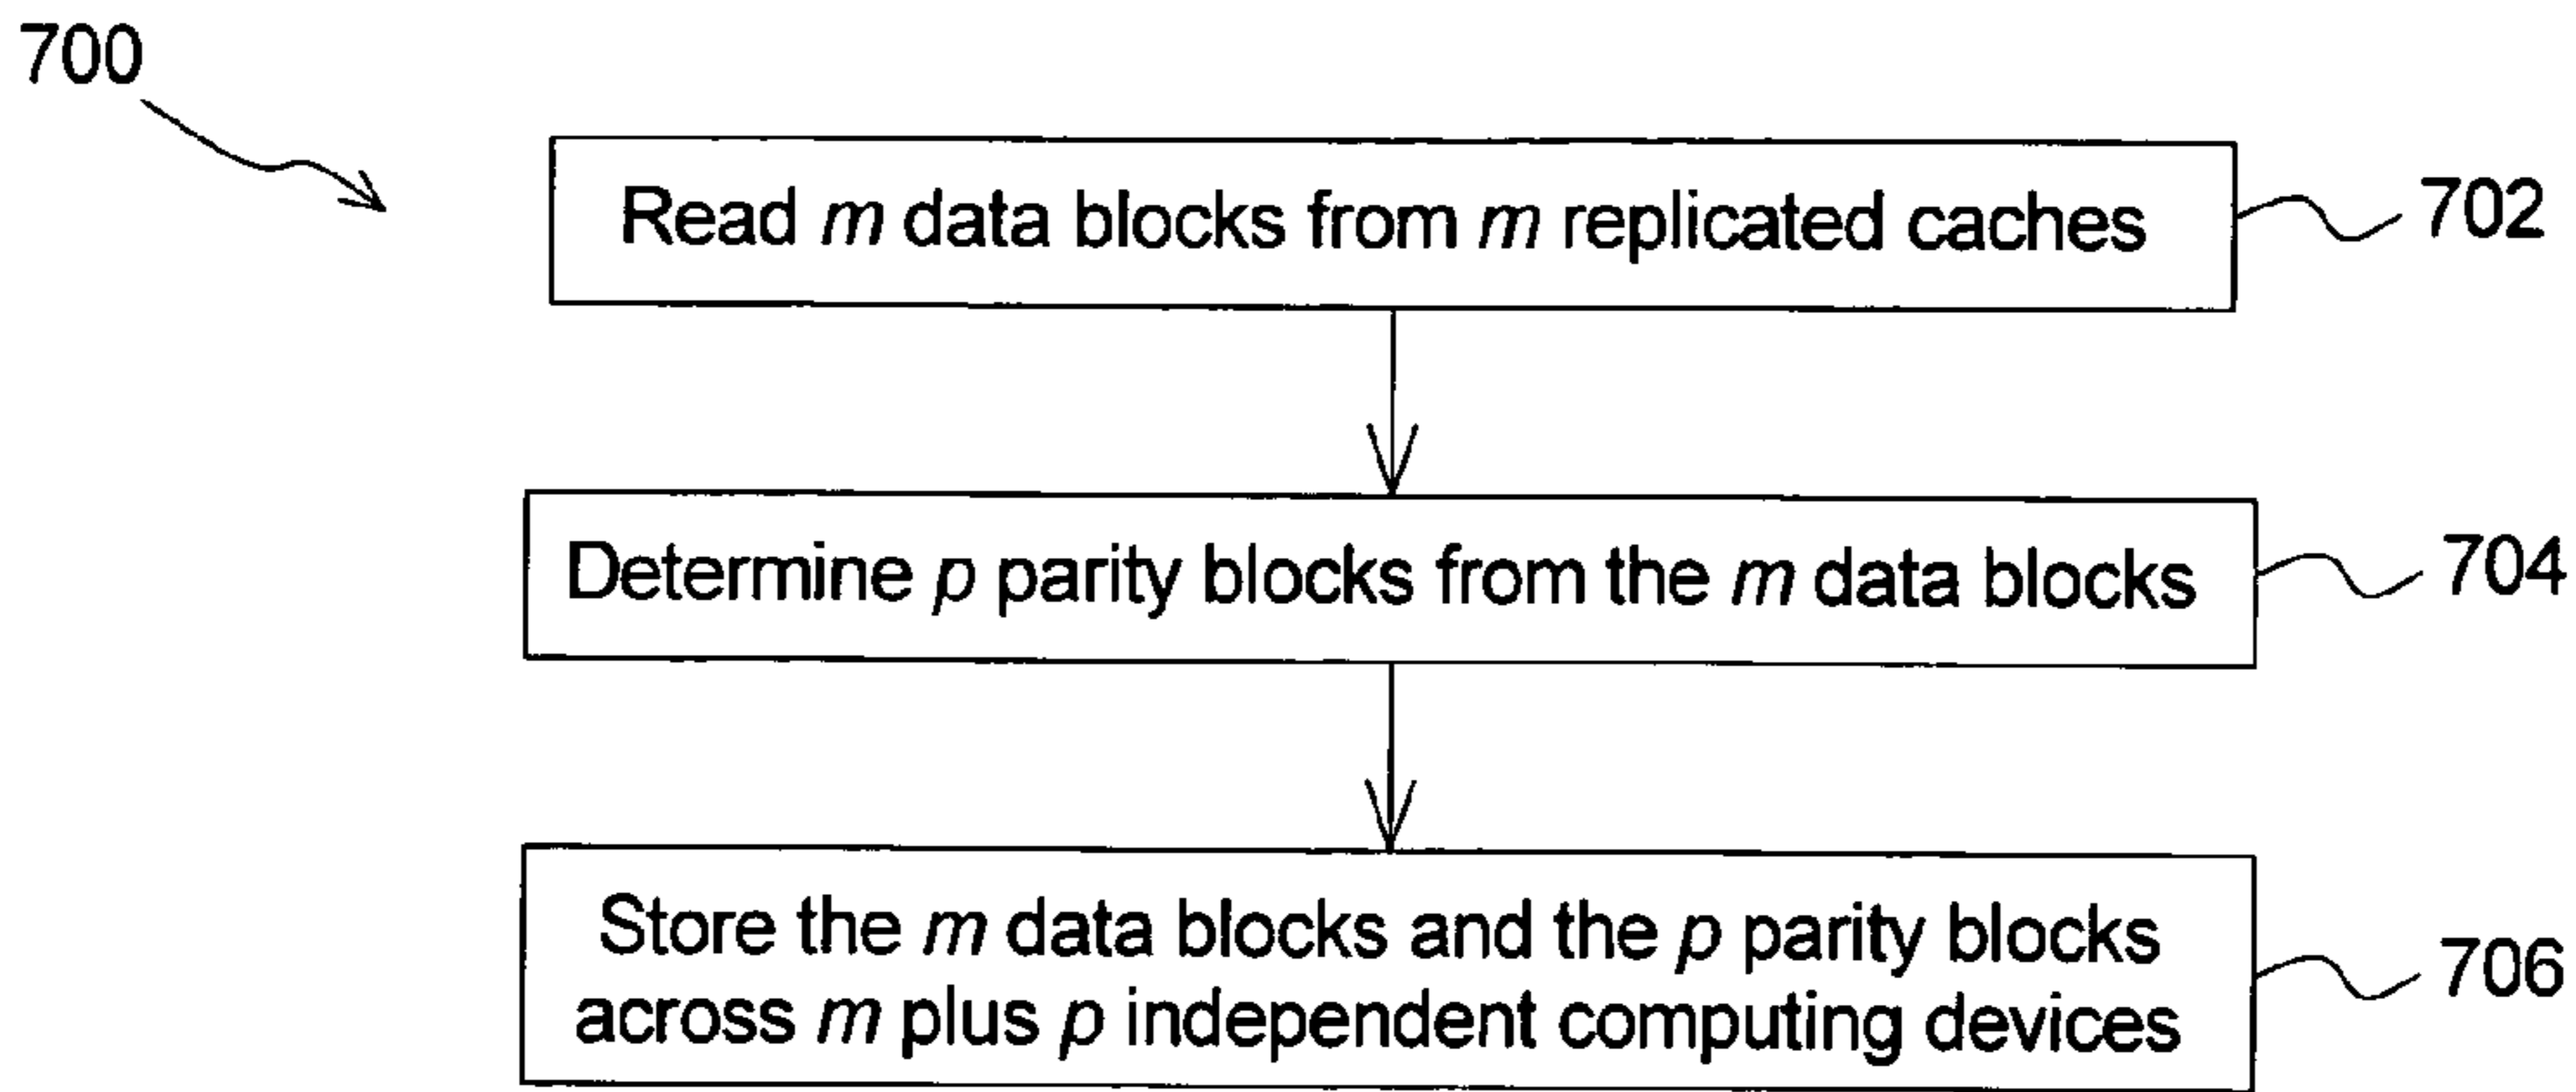 700
Read m data blocks from m replicated caches
702
Determine p parity blocks from the m data blocks
704
Store the m data blocks and the p parity blocks
across m plus p independent computing devices
706